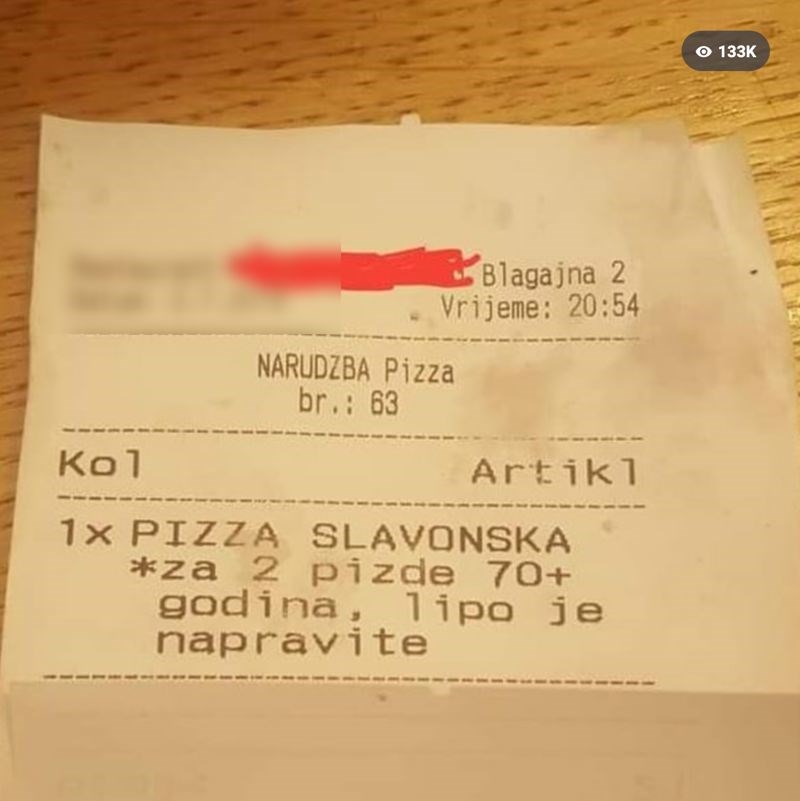 133K
Blagajna 2
Vrijeme: 20:54
NARUDZBA Pizza
br.: 63
Kol Artikl
1x PIZZA SLAVONSKA
*za 2 pizde 70+
godina, lipo je
napravite